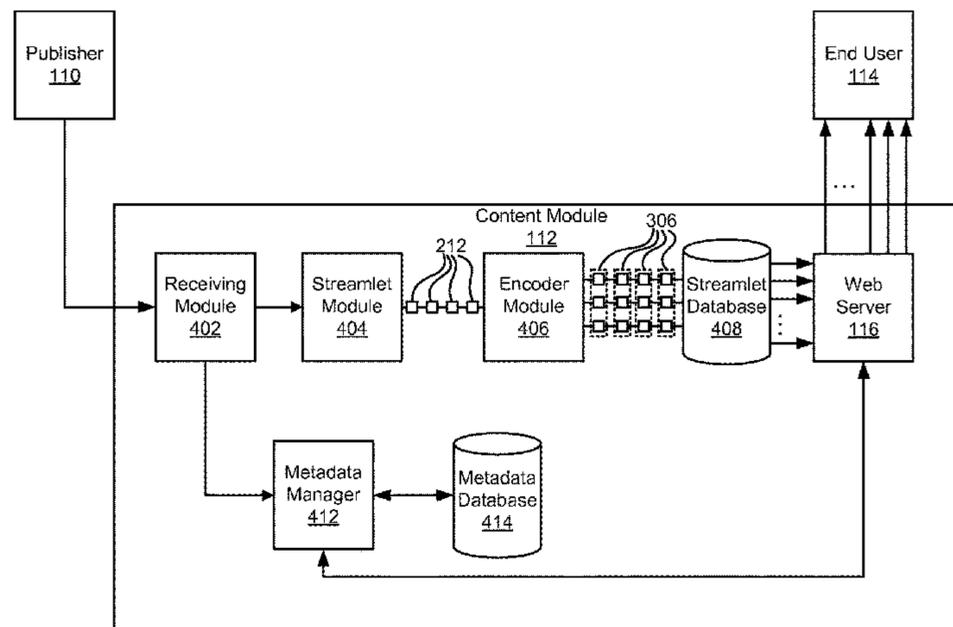 Publisher
110
End User
114
...
Content Module
112
212
306
Receiving
Module
402
Streamlet
Module
404
Encoder
Module
406
Streamlet
Database
408
Web
Server
116
Metadata
Manager
412
Metadata
Database
414